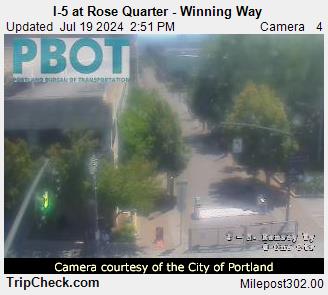 I-5 at Rose Quarter - Winning Way
Updated Jul 19 2024 2:51 PM Camera 4
PBOT
PORTLAND BUREAU OF TRANSPORTATION
Camera courtesy of the City of Portland
TripCheck.com Milepost302.00